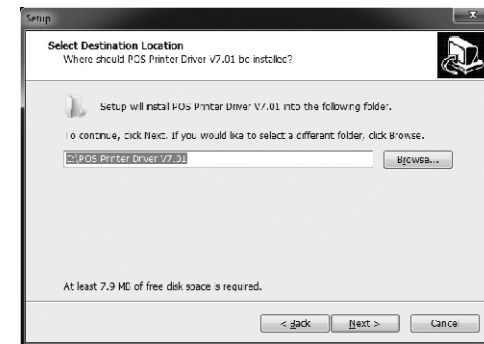 Setup
Select Destination Location
Where should POS Printer Driver V7.01 be installed?
Setup will install POS Printer Driver V7.01 into the following folder.
To continue, click Next. If you would like to select a different folder, click Browse.
:\POS Printer Driver V7.01
Browse...
At least 7.9 MB of free disk space is required.
< Back
Next >
Cancel